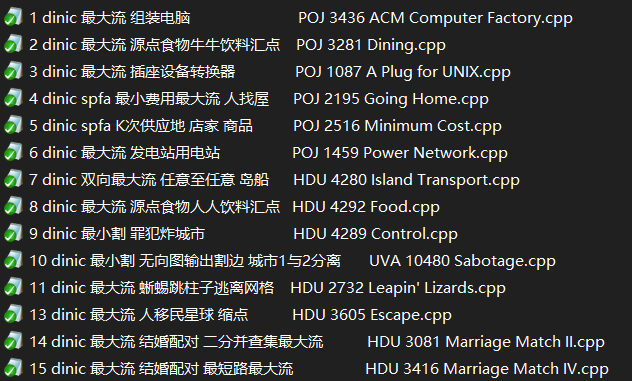 1 dinic 最大流 组装电脑 POJ 3436 ACM Computer Factory.cpp
2 dinic 最大流 源点食物牛牛饮料汇点 POJ 3281 Dining.cpp
3 dinic 最大流 插座设备转换器 POJ 1087 A Plug for UNIX.cpp
4 dinic spfa 最小费用最大流 人找屋 POJ 2195 Going Home.cpp
5 dinic spfa K次供应地 店家 商品 POJ 2516 Minimum Cost.cpp
6 dinic 最大流 发电站用电站 POJ 1459 Power Network.cpp
7 dinic 双向最大流 任意至任意 岛船 HDU 4280 Island Transport.cpp
8 dinic 最大流 源点食物人人饮料汇点 HDU 4292 Food.cpp
9 dinic 最小割 罪犯炸城市 HDU 4289 Control.cpp
10 dinic 最小割 无向图输出割边 城市1与2分离 UVA 10480 Sabotage.cpp
11 dinic 最大流 蜥蜴跳柱子逃离网格 HDU 2732 Leapin' Lizards.cpp
13 dinic 最大流 人移民星球 缩点 HDU 3605 Escape.cpp
14 dinic 最大流 结婚配对 二分并查集最大流 HDU 3081 Marriage Match II.cpp
15 dinic 最大流 结婚配对 最短路最大流 HDU 3416 Marriage Match IV.cpp